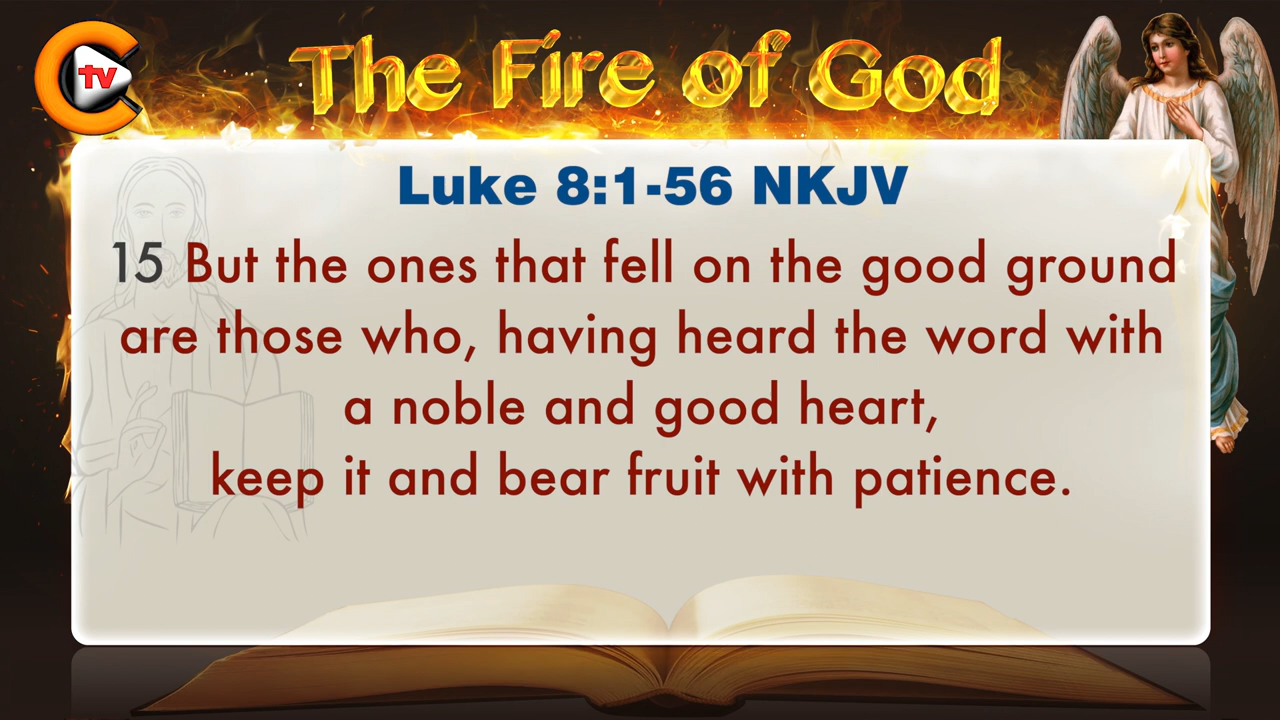 tv
The Fire of God
Luke 8:1-56 NKJV
15 But the ones that fell on the good ground
are those who, having heard the word with
a noble and good heart,
keep it and bear fruit with patience.